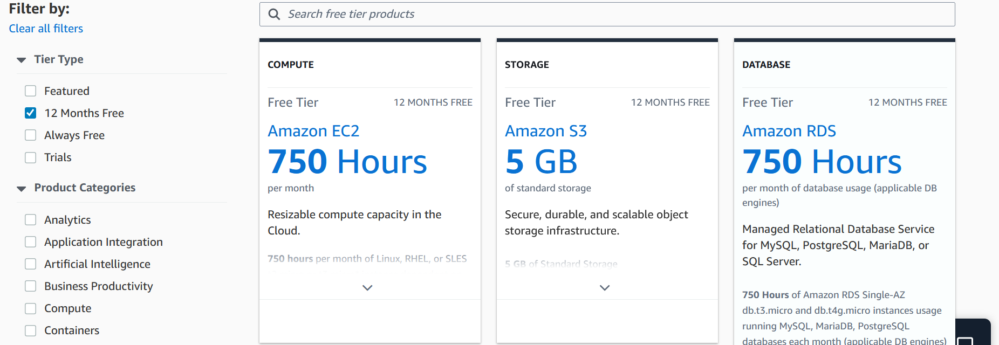 Filter by:
Clear all filters
Tier Type
Featured
12 Months Free
Always Free
Trials
Product Categories
Analytics
Application Integration
Artificial Intelligence
Business Productivity
Compute
Containers
Search free tier products
COMPUTE
Free Tier 12 MONTHS FREE
Amazon EC2
750 Hours
per month
Resizable compute capacity in the
Cloud.
750 hours per month of Linux, RHEL, or SLES
STORAGE
Free Tier 12 MONTHS FREE
Amazon S3
5 GB
of standard storage
Secure, durable, and scalable object
storage infrastructure.
5 GB of Standard Storage
DATABASE
Free Tier 12 MONTHS FREE
Amazon RDS
750 Hours
per month of database usage (applicable DB
engines)
Managed Relational Database Service
for MySQL, PostgreSQL, MariaDB, or
SQL Server.
750 Hours of Amazon RDS Single-AZ
db.t3.micro and db.t4g.micro instances usage
running MySQL, MariaDB, PostgreSQL
databases each month (applicable DB engines)